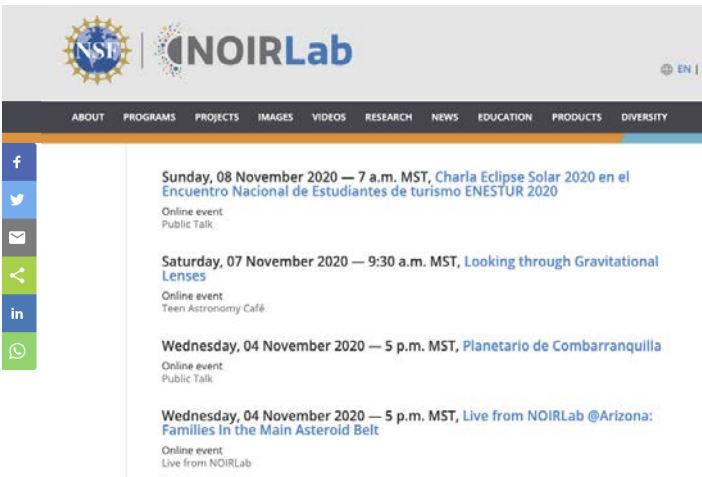 NSF
NOIRLab
EN |
ABOUT PROGRAMS PROJECTS IMAGES VIDEOS RESEARCH NEWS EDUCATION PRODUCTS DIVERSITY
f
Sunday, 08 November 2020 — 7 a.m. MST, Charla Eclipse Solar 2020 en el
Encuentro Nacional de Estudiantes de turismo ENESTUR 2020
Online event
Public Talk
Saturday, 07 November 2020 — 9:30 a.m. MST, Looking through Gravitational
Lenses
Online event
Teen Astronomy Café
in
Wednesday, 04 November 2020 — 5 p.m. MST, Planetario de Combarranquilla
Online event
Public Talk
Wednesday, 04 November 2020 — 5 p.m. MST, Live from NOIRLab @Arizona:
Families In the Main Asteroid Belt
Online event
Live from NOIRLab